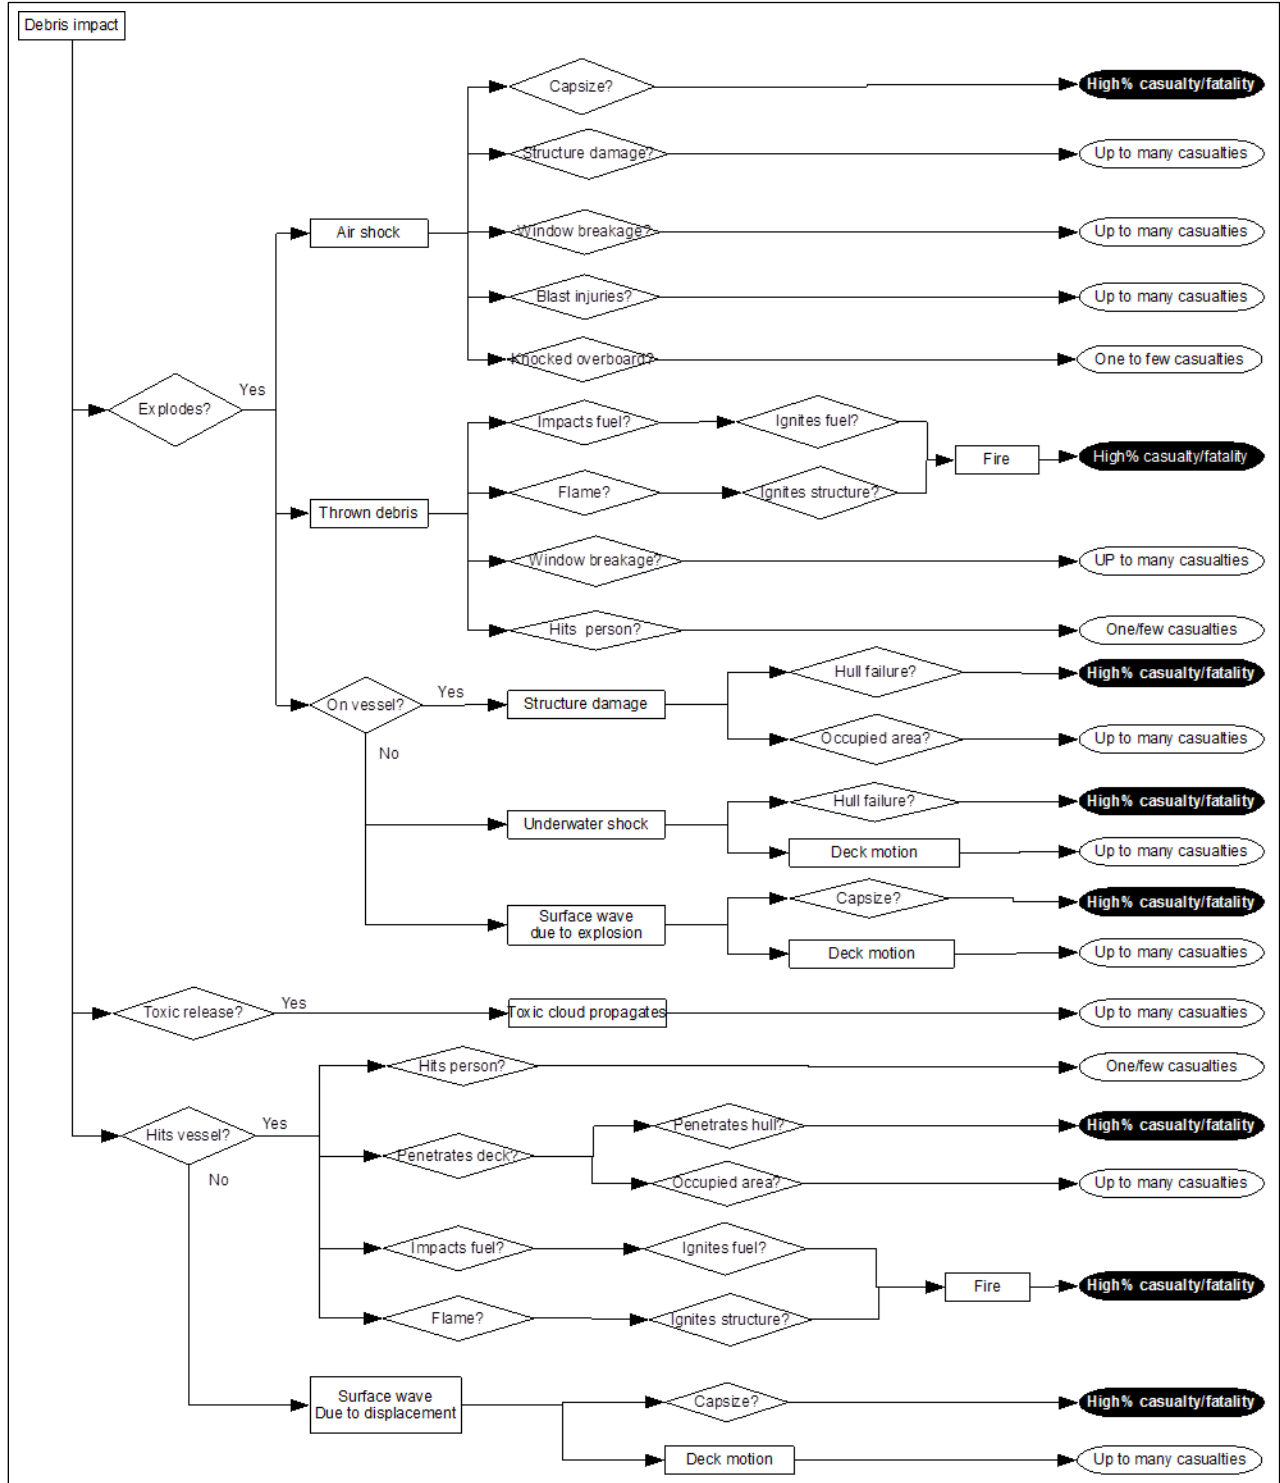 Debris impact
Capsize?
High% casualty/fatality
Structure damage?
Up to many casualties
Air shock
Window breakage?
Up to many casualties
Blast injuries?
Up to many casualties
Knocked overboard?
One to few casualties
Explodes?
Yes
Impacts fuel?
Ignites fuel?
Fire
High% casualty/fatality
Flame?
Ignites structure?
Thrown debris
Window breakage?
UP to many casualties
Hits person?
One/few casualties
On vessel?
Yes
No
Structure damage
Hull failure?
High% casualty/fatality
Occupied area?
Up to many casualties
Underwater shock
Hull failure?
High% casualty/fatality
Deck motion
Up to many casualties
Surface wave
due to explosion
Capsize?
High% casualty/fatality
Deck motion
Up to many casualties
Toxic release?
Yes
Toxic cloud propagates
Up to many casualties
Hits vessel?
Yes
No
Hits person?
One/few casualties
Penetrates deck?
Penetrates hull?
High% casualty/fatality
Occupied area?
Up to many casualties
Impacts fuel?
Ignites fuel?
Fire
High% casualty/fatality
Flame?
Ignites structure?
Surface wave
Due to displacement
Capsize?
High% casualty/fatality
Deck motion
Up to many casualties